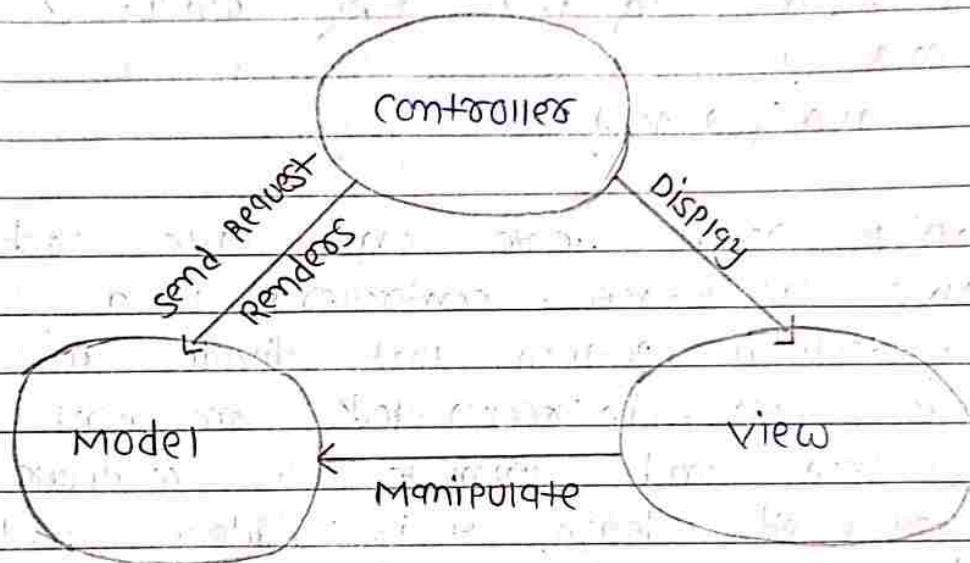 Controller
Send Request
Renders
Display
Model
View
Manipulate